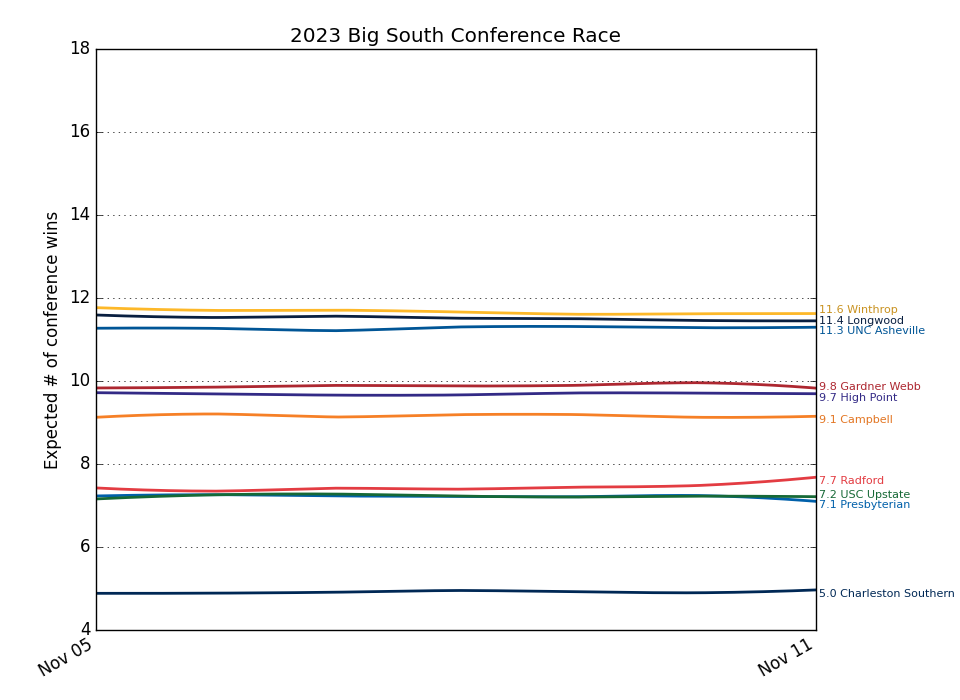 2023 Big South Conference Race
Expected # of conference wins
18
16
14
12
10
8
6
4
Nov 05
Nov 11
11.6 Winthrop
11.4 Longwood
11.3 UNC Asheville
9.8 Gardner Webb
9.7 High Point
9.1 Campbell
7.7 Radford
7.2 USC Upstate
7.1 Presbyterian
5.0 Charleston Southern